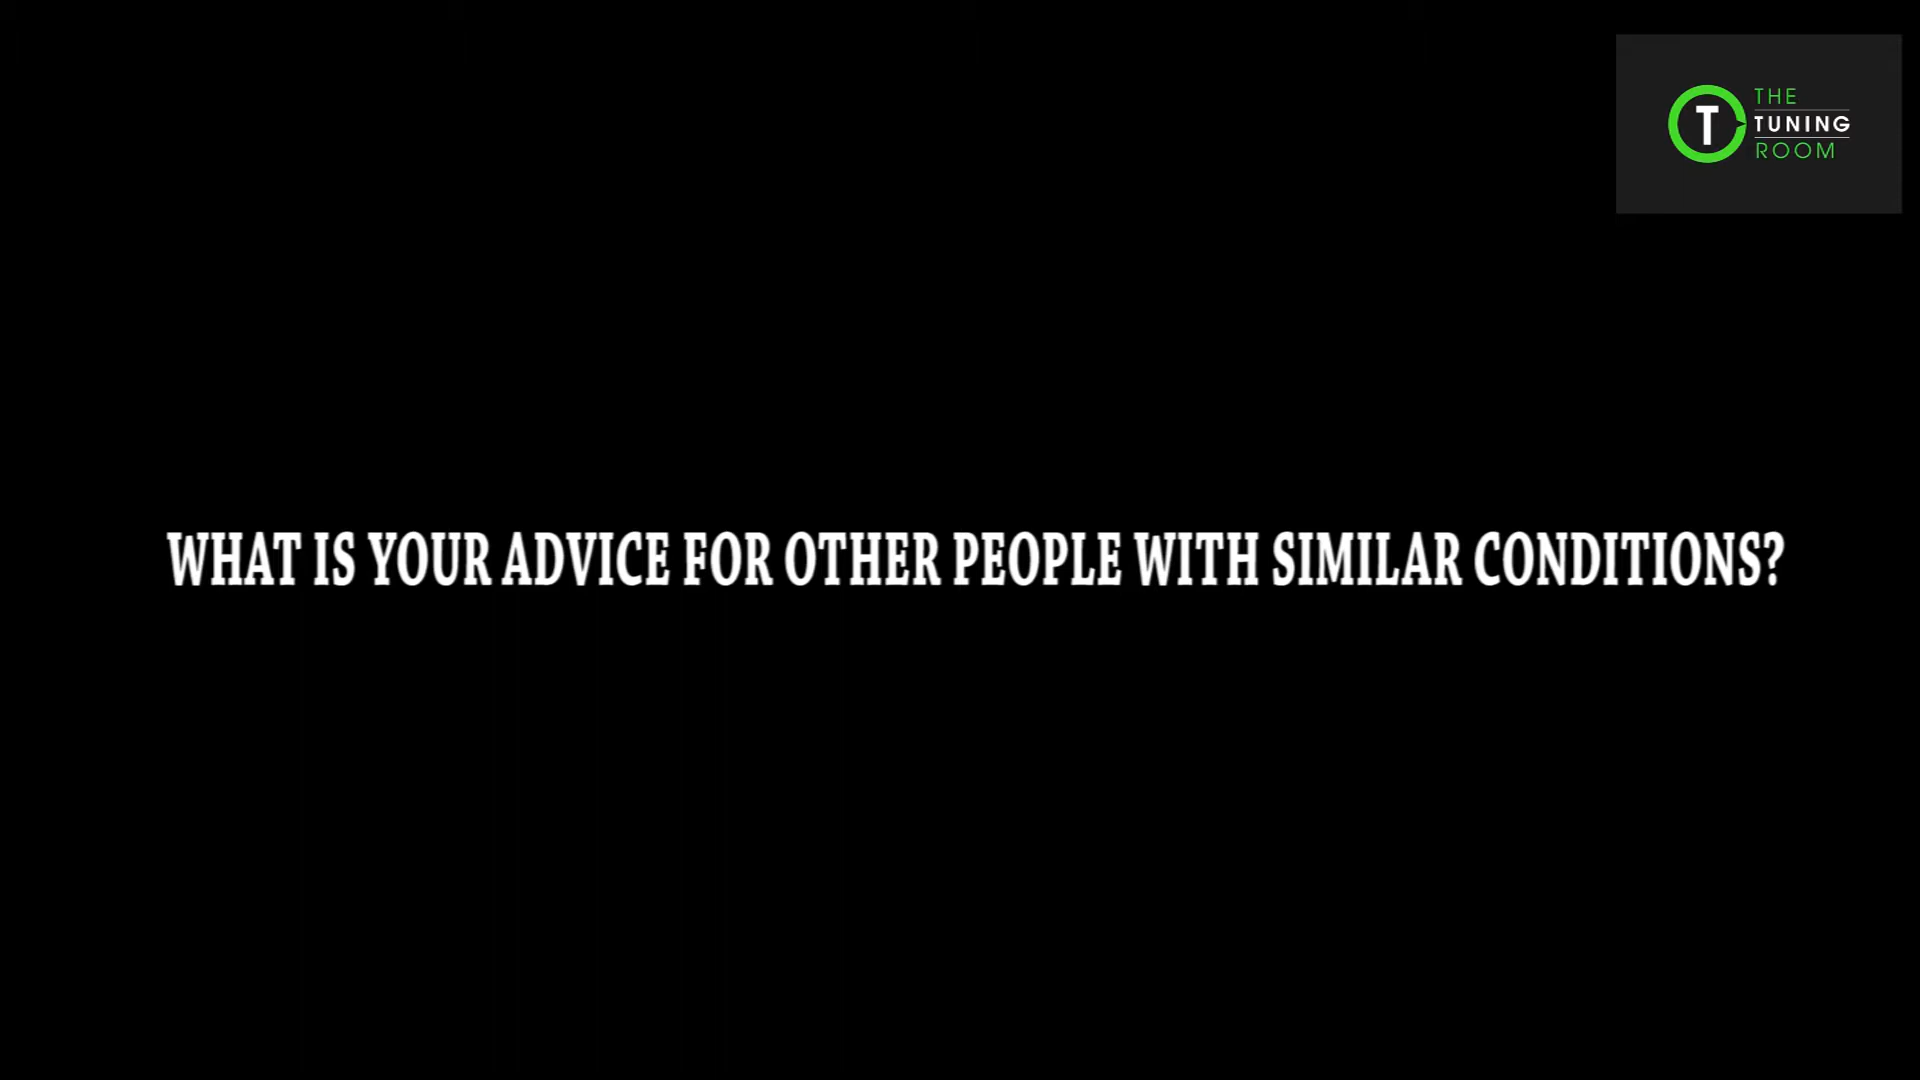 T
THE
TUNING
ROOM
WHAT IS YOUR ADVICE FOR OTHER PEOPLE WITH SIMILAR CONDITIONS?